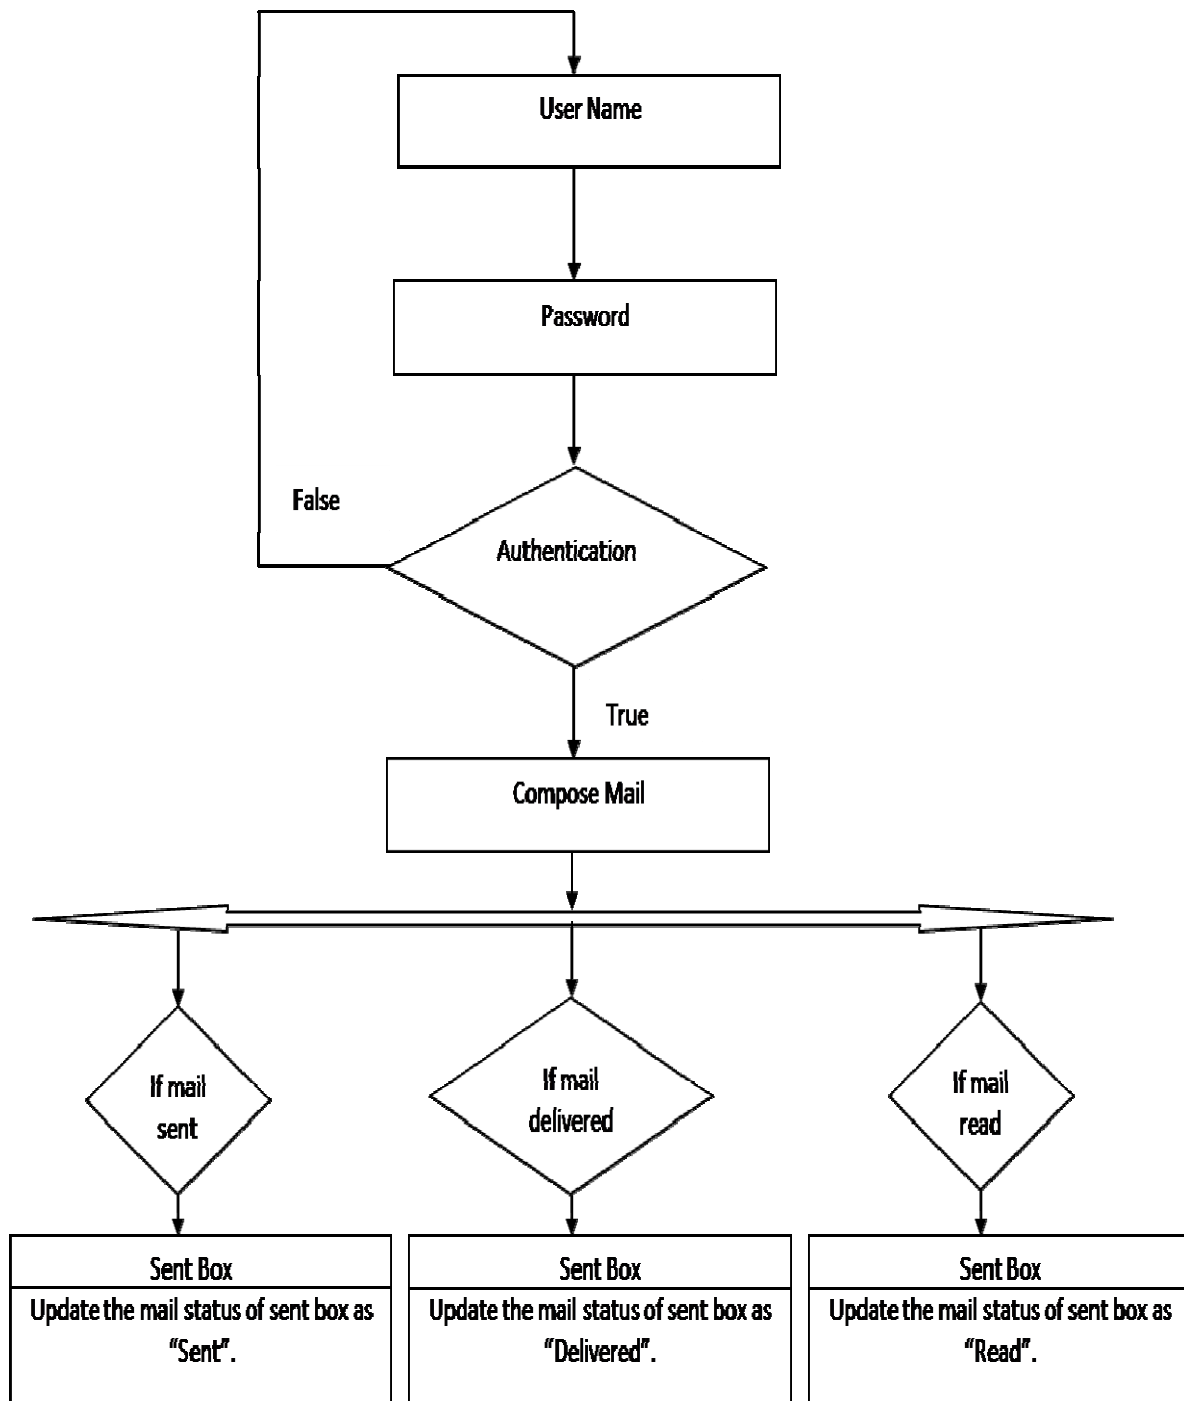 User Name
Password
False
Authentication
True
Compose Mail
If mail
sent
If mail
delivered
If mail
read
Sent Box
Update the mail status of sent box as
“Sent”.
Sent Box
Update the mail status of sent box as
“Delivered”.
Sent Box
Update the mail status of sent box as
“Read”.